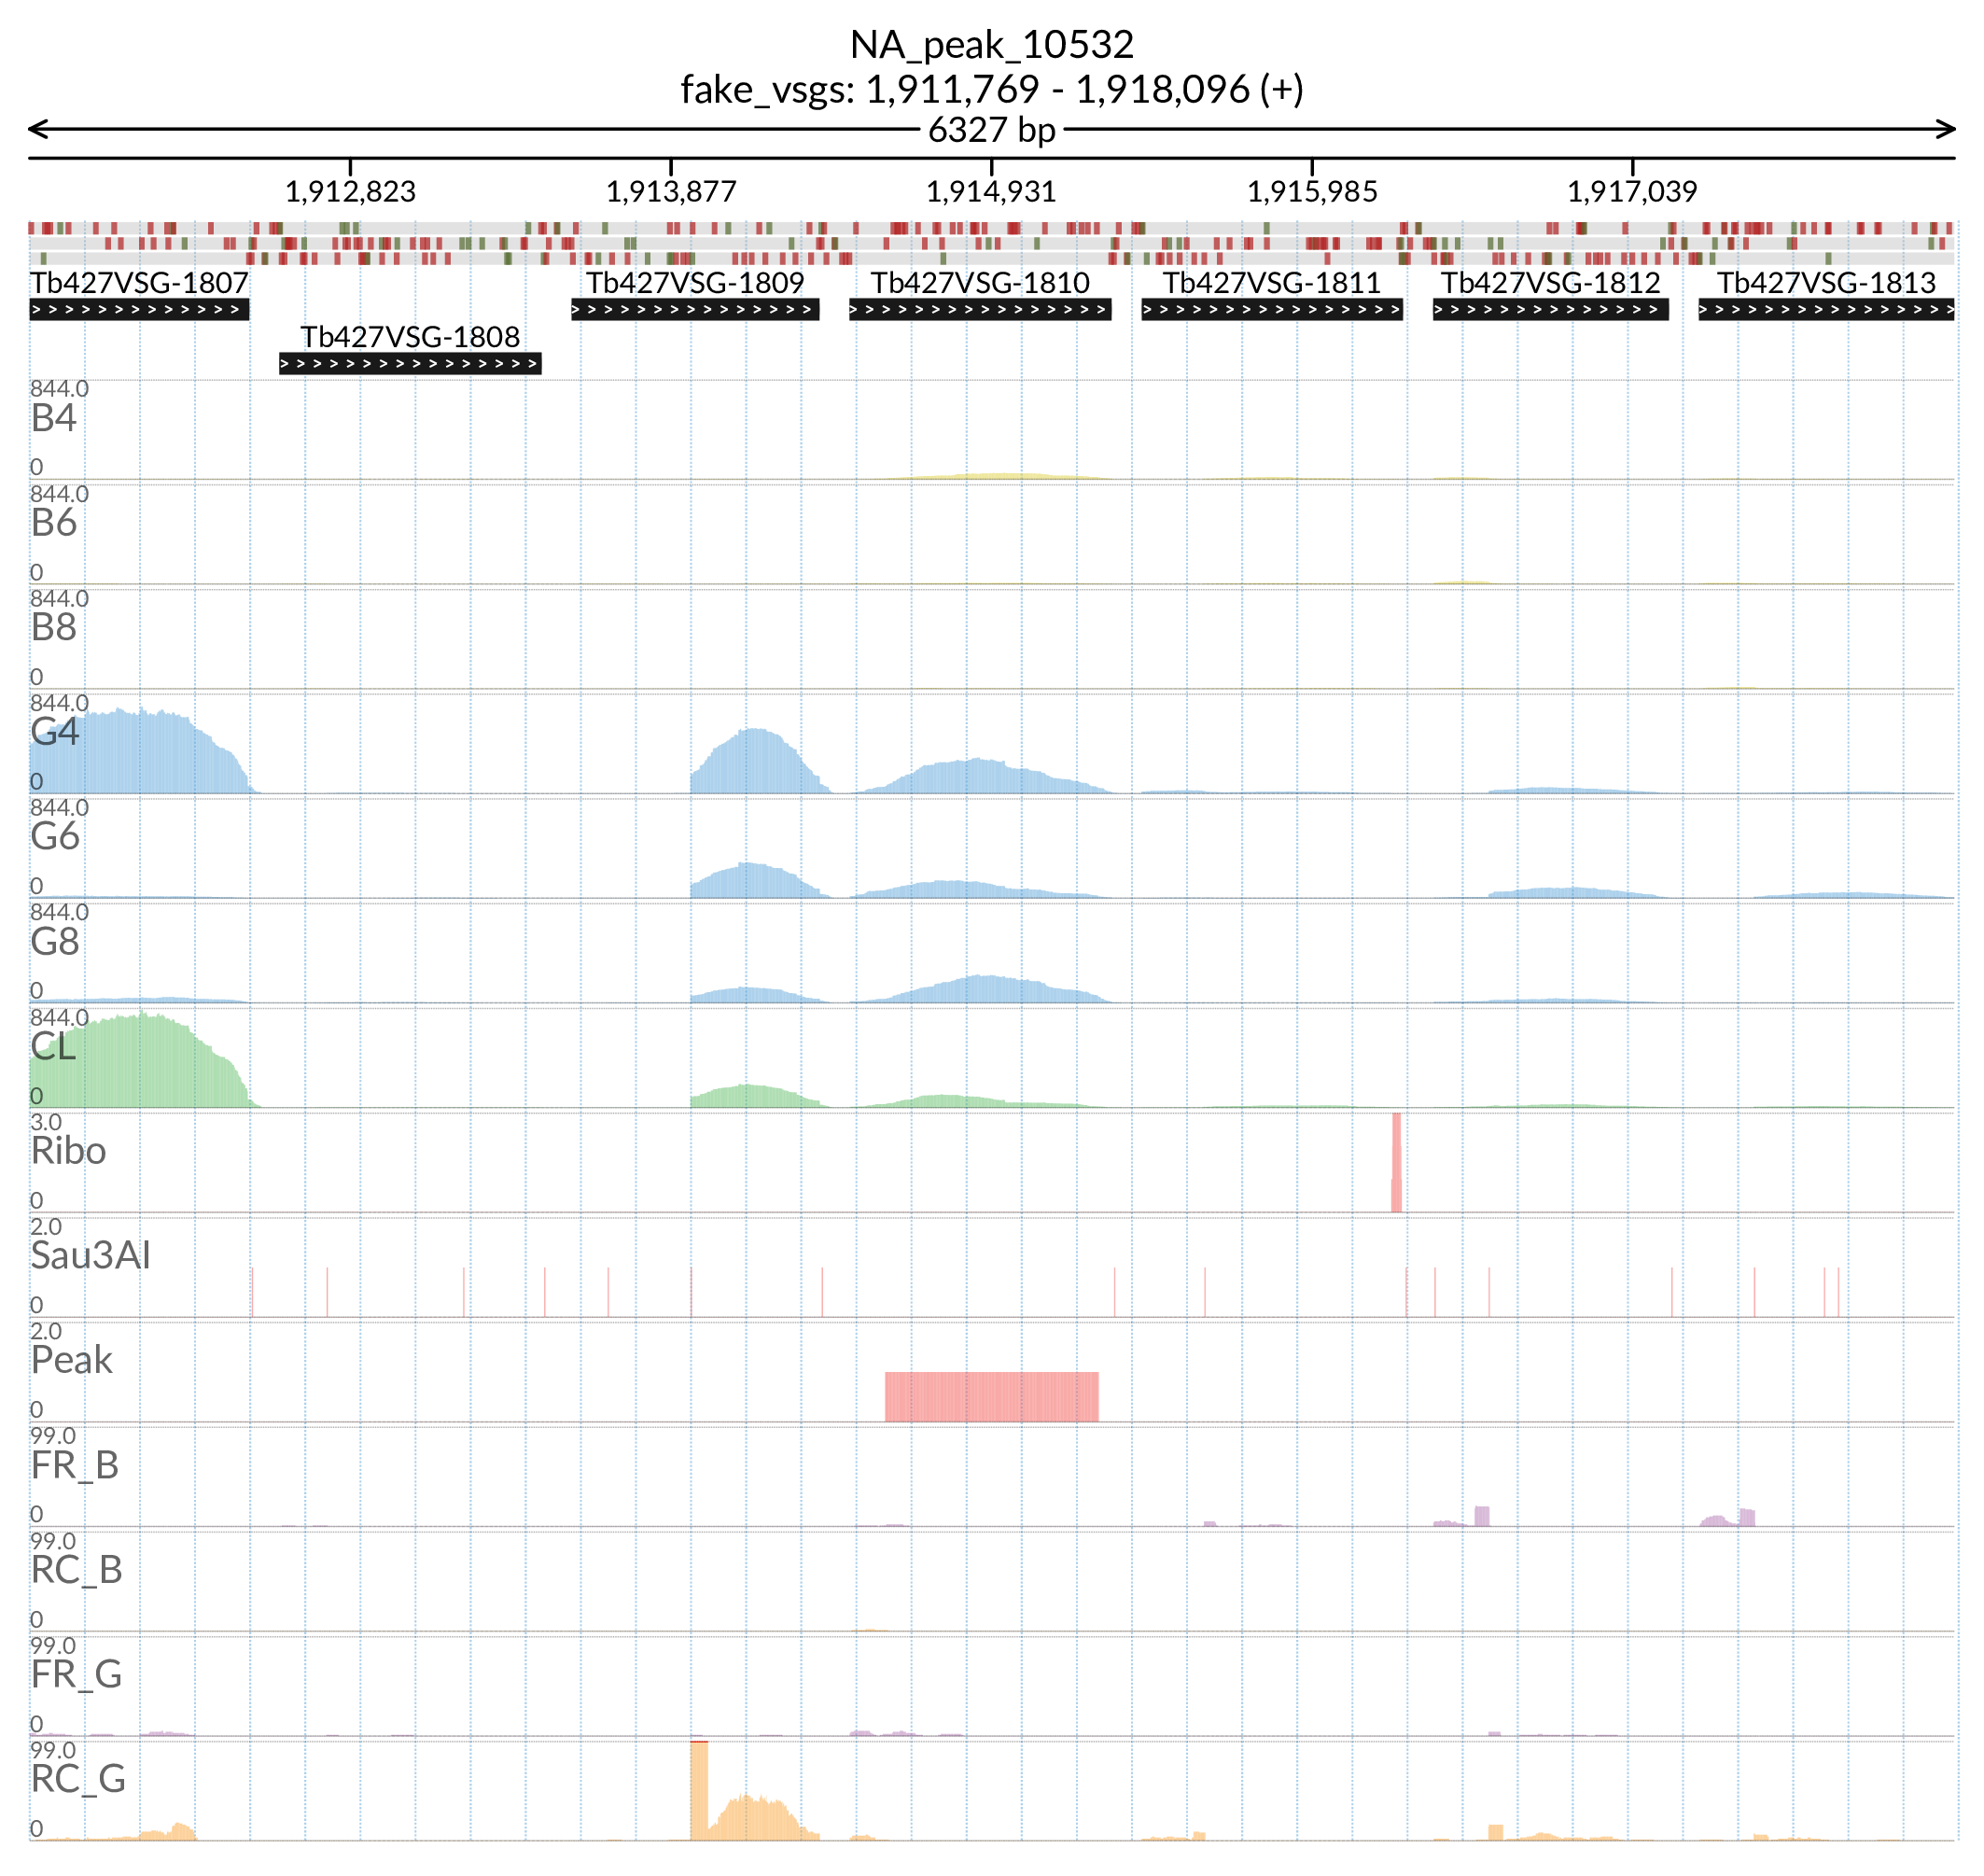 NA_peak_10532
fake_vsgs: 1,911,769 - 1,918,096 (+)
6327 bp
1,912,823 1,913,877 1,914,931 1,915,985 1,917,039
Tb427VSG-1807 Tb427VSG-1809 Tb427VSG-1810 Tb427VSG-1811 Tb427VSG-1812 Tb427VSG-1813
Tb427VSG-1808
844.0
B4
0
844.0
B6
0
844.0
B8
0
844.0
G4
0
844.0
G6
0
844.0
G8
0
844.0
CL
0
3.0
Ribo
0
2.0
Sau3AI
0
2.0
Peak
0
99.0
FR_B
0
99.0
RC_B
0
99.0
FR_G
0
99.0
RC_G
0